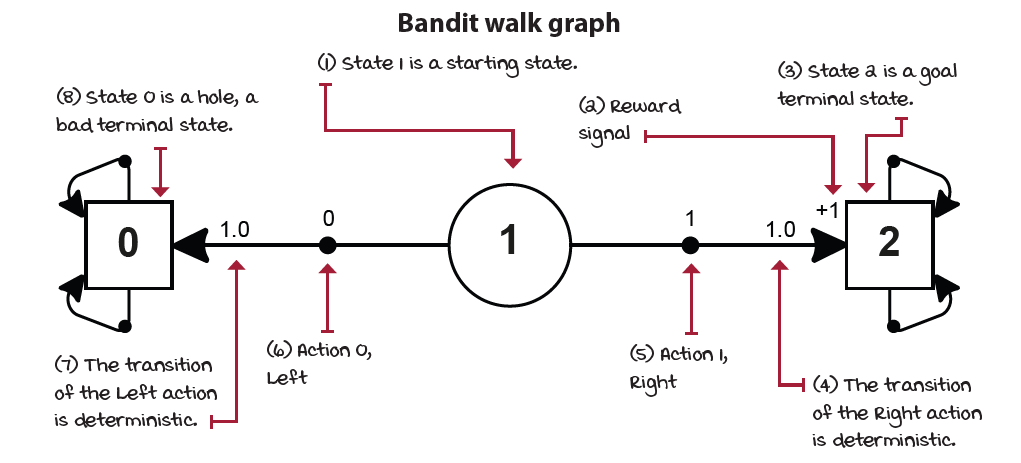 Bandit walk graph
(1) State 1 is a starting state.
(2) Reward
signal
(3) State 2 is a goal
terminal state.
(8) State 0 is a hole, a
bad terminal state.
0
1.0
0
1
1
1.0
+1
2
(7) The transition
of the Left action
is deterministic.
(6) Action 0,
Left
(5) Action 1,
Right
(4) The transition
of the Right action
is deterministic.